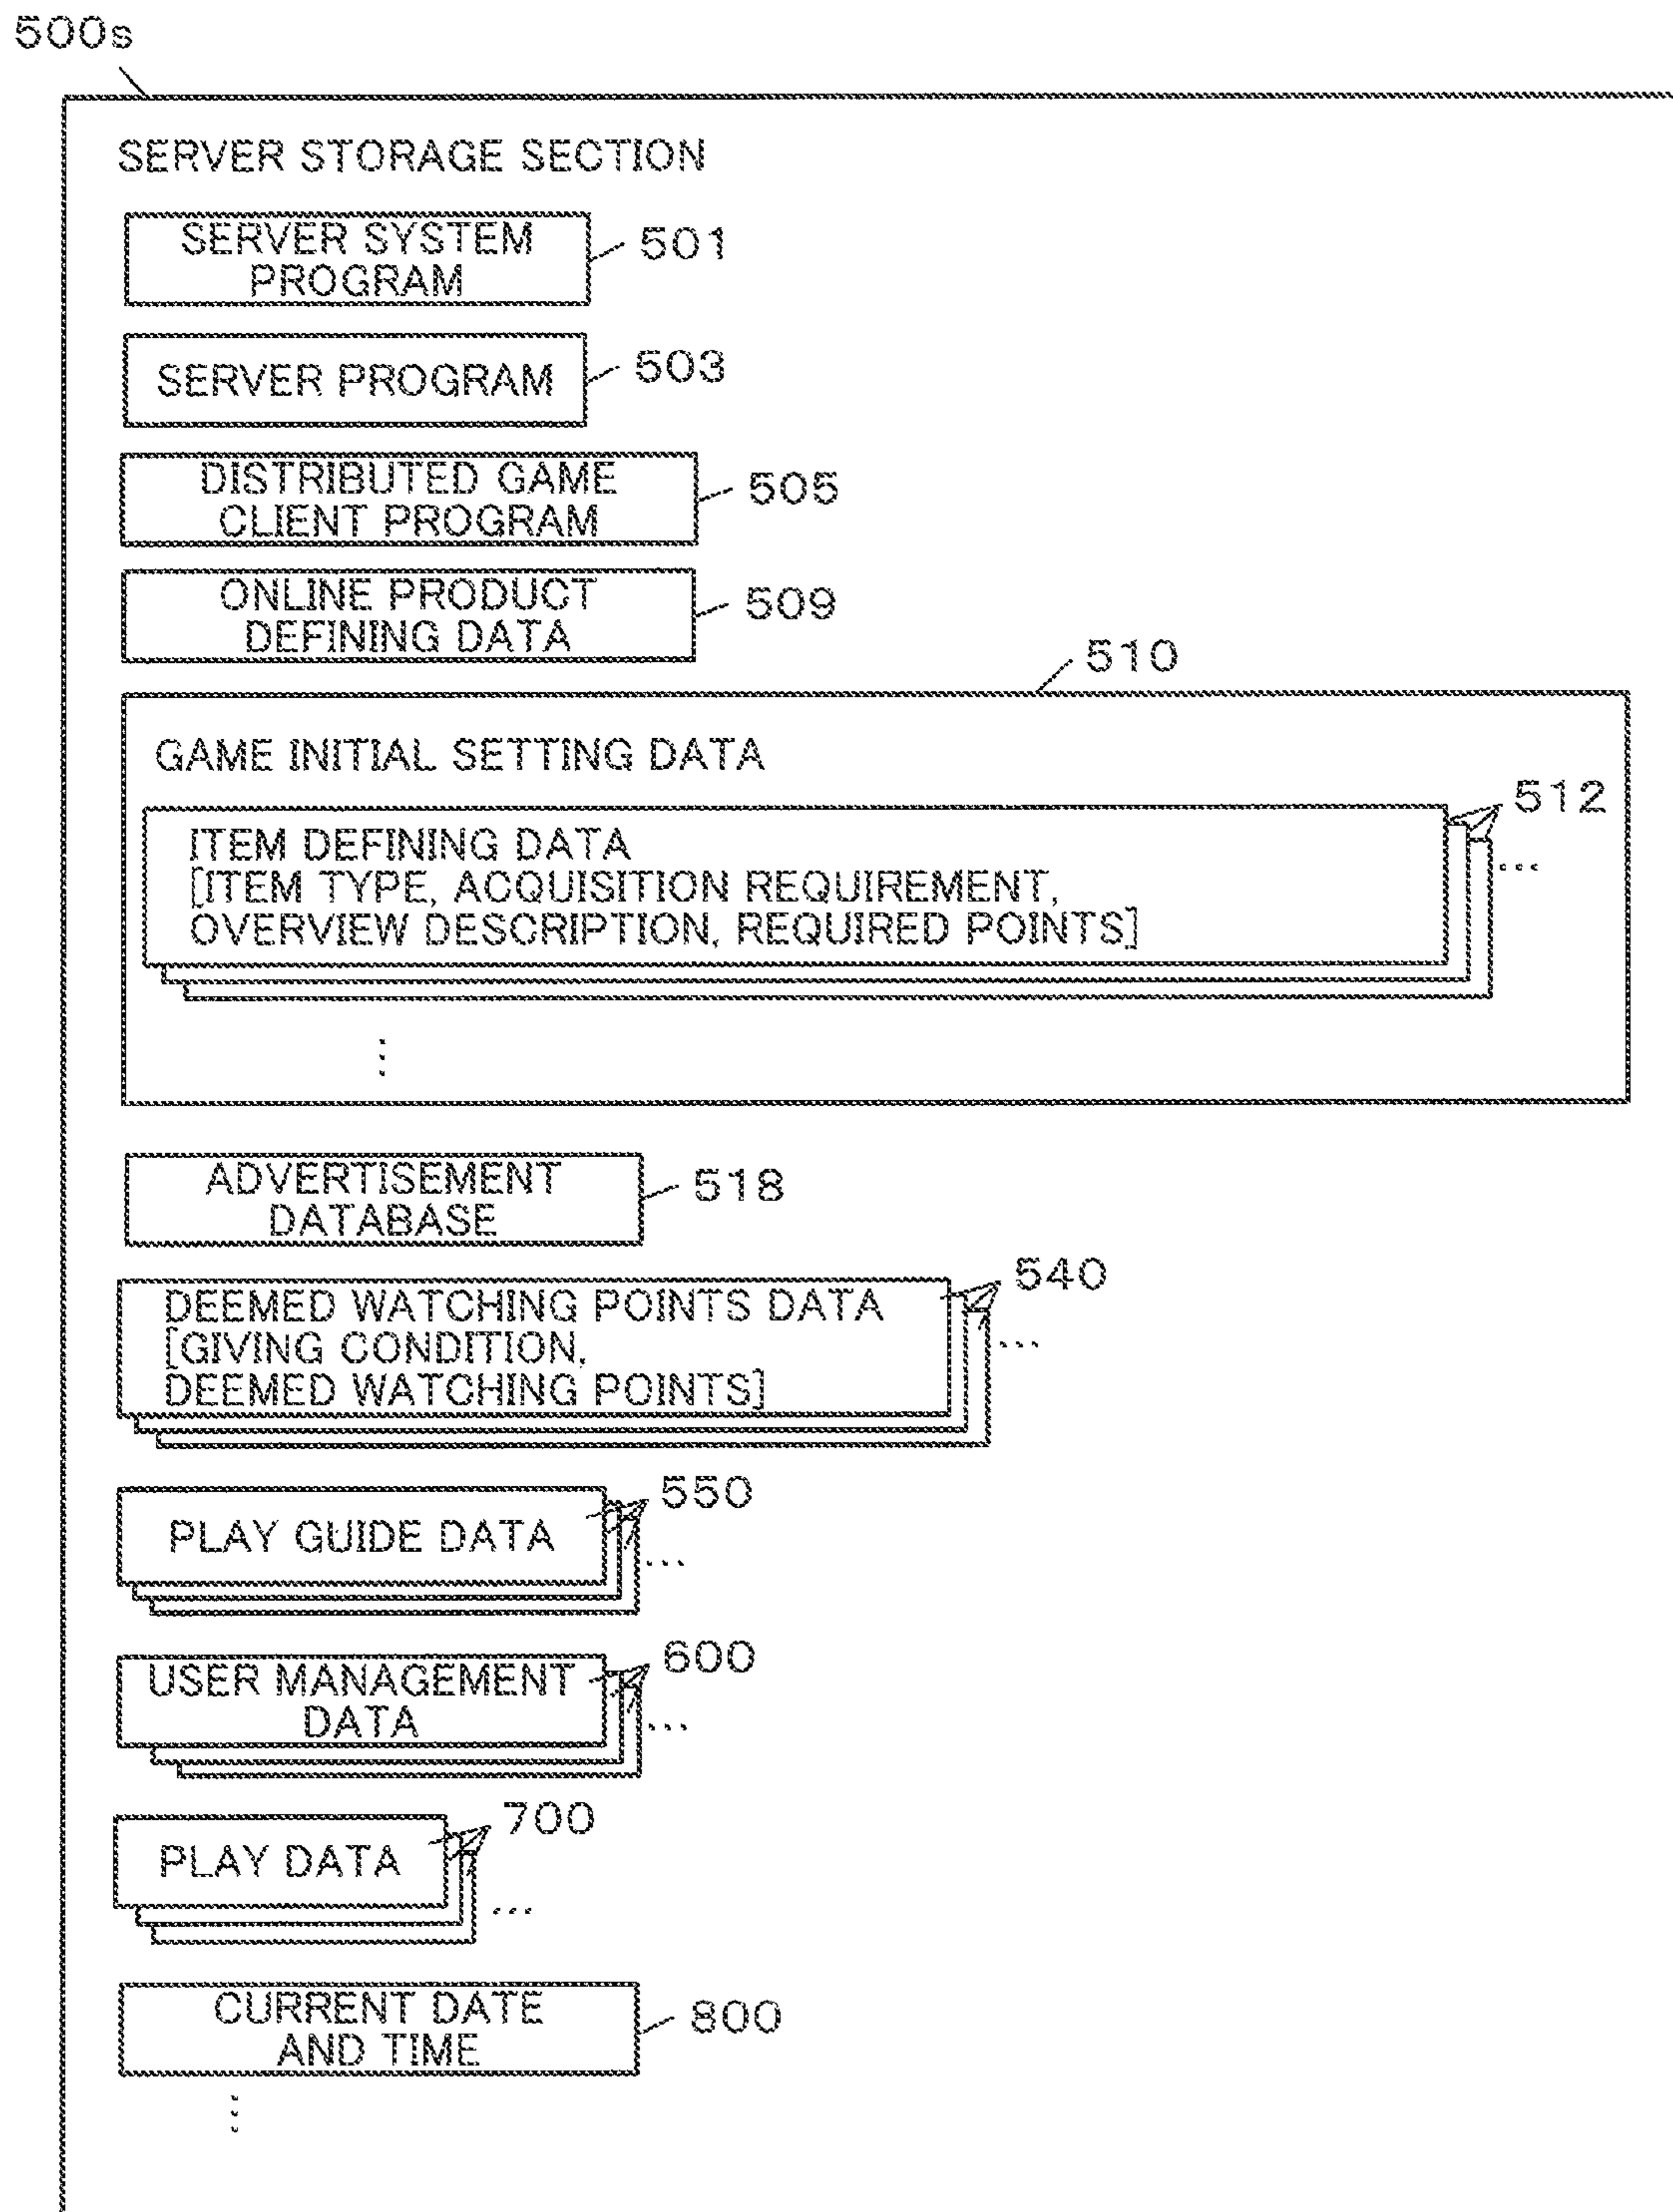 500s
SERVER STORAGE SECTION
SERVER SYSTEM
PROGRAM
501
SERVER PROGRAM
503
DISTRIBUTED GAME
CLIENT PROGRAM
505
ONLINE PRODUCT
DEFINING DATA
509
510
GAME INITIAL SETTING DATA
512
ITEM DEFINING DATA
[ITEM TYPE, ACQUISITION REQUIREMENT,
OVERVIEW DESCRIPTION, REQUIRED POINTS]
...
⋮
ADVERTISEMENT
DATABASE
518
540
DEEMED WATCHING POINTS DATA
[GIVING CONDITION,
DEEMED WATCHING POINTS]
...
550
PLAY GUIDE DATA
...
600
USER MANAGEMENT
DATA
...
700
PLAY DATA
...
CURRENT DATE
AND TIME
800
⋮